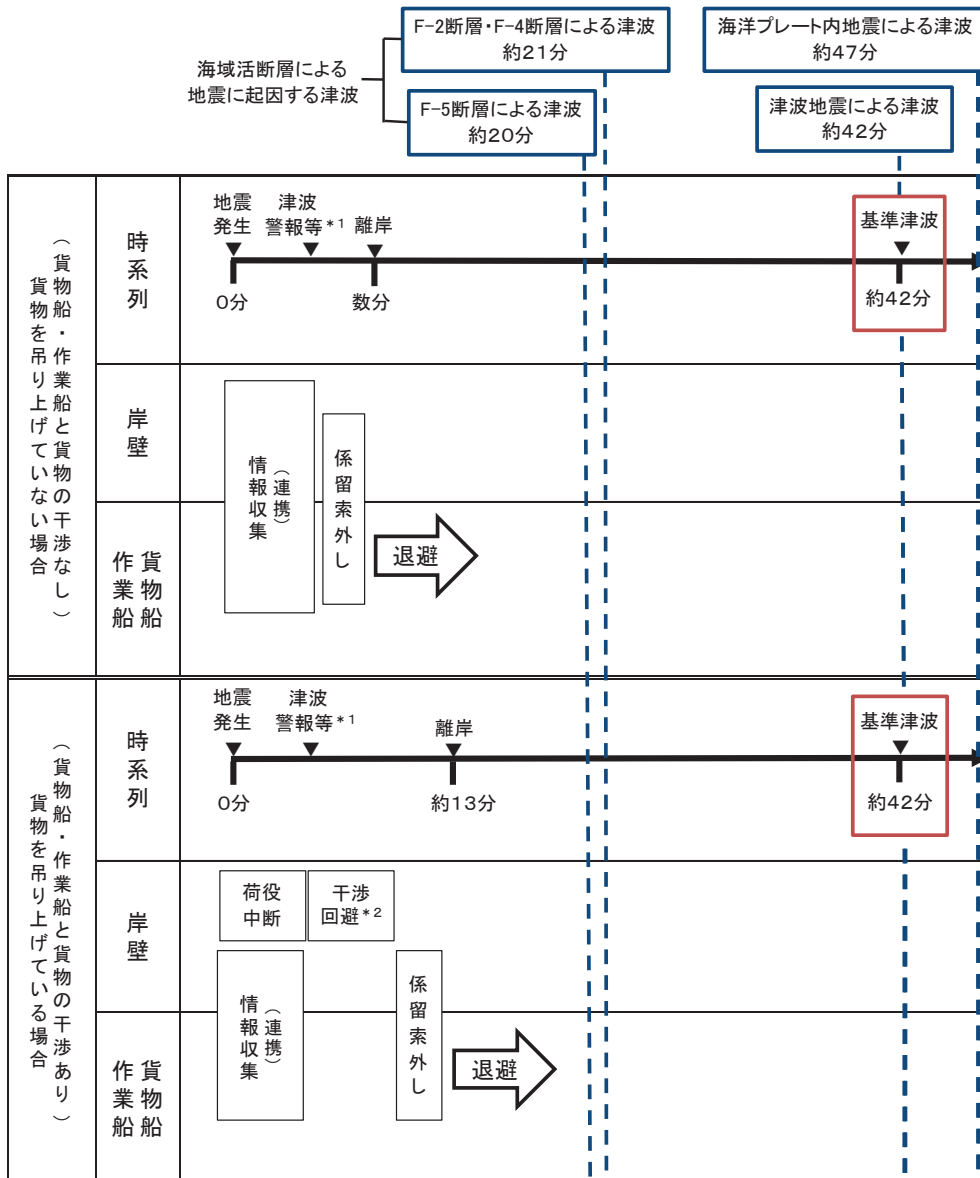 海域活断層による
地震に起因する津波
F-2断層・F-4断層による津波
約21分
F-5断層による津波
約20分
海洋プレート内地震による津波
約47分
津波地震による津波
約42分
貨物を吊り上げていない場合
（貨物船・作業船と貨物の干渉なし）
時系列
地震
発生
津波
警報等*1
離岸
基準津波
0分
数分
約42分
岸壁
貨物船
作業船
情報収集
（連携）
係留索外し
退避
貨物を吊り上げている場合
（貨物船・作業船と貨物の干渉あり）
時系列
地震
発生
津波
警報等*1
離岸
基準津波
0分
約13分
約42分
岸壁
貨物船
作業船
荷役
中断
干渉
回避*2
情報収集
（連携）
係留索外し
退避